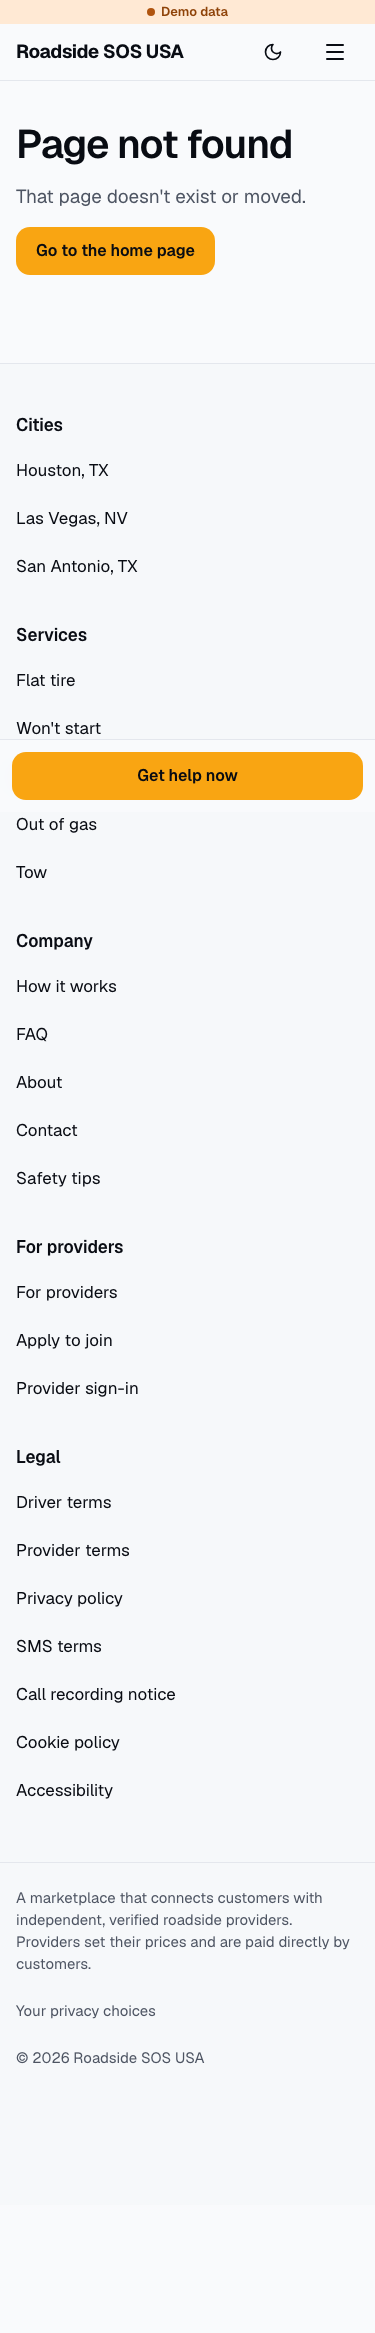 Demo data
Roadside SOS USA
Page not found
That page doesn't exist or moved.
Go to the home page
Cities
Houston, TX
Las Vegas, NV
San Antonio, TX
Services
Flat tire
Won't start
Get help now
Out of gas
Tow
Company
How it works
FAQ
About
Contact
Safety tips
For providers
For providers
Apply to join
Provider sign-in
Legal
Driver terms
Provider terms
Privacy policy
SMS terms
Call recording notice
Cookie policy
Accessibility
A marketplace that connects customers with
independent, verified roadside providers.
Providers set their prices and are paid directly by
customers.
Your privacy choices
© 2026 Roadside SOS USA